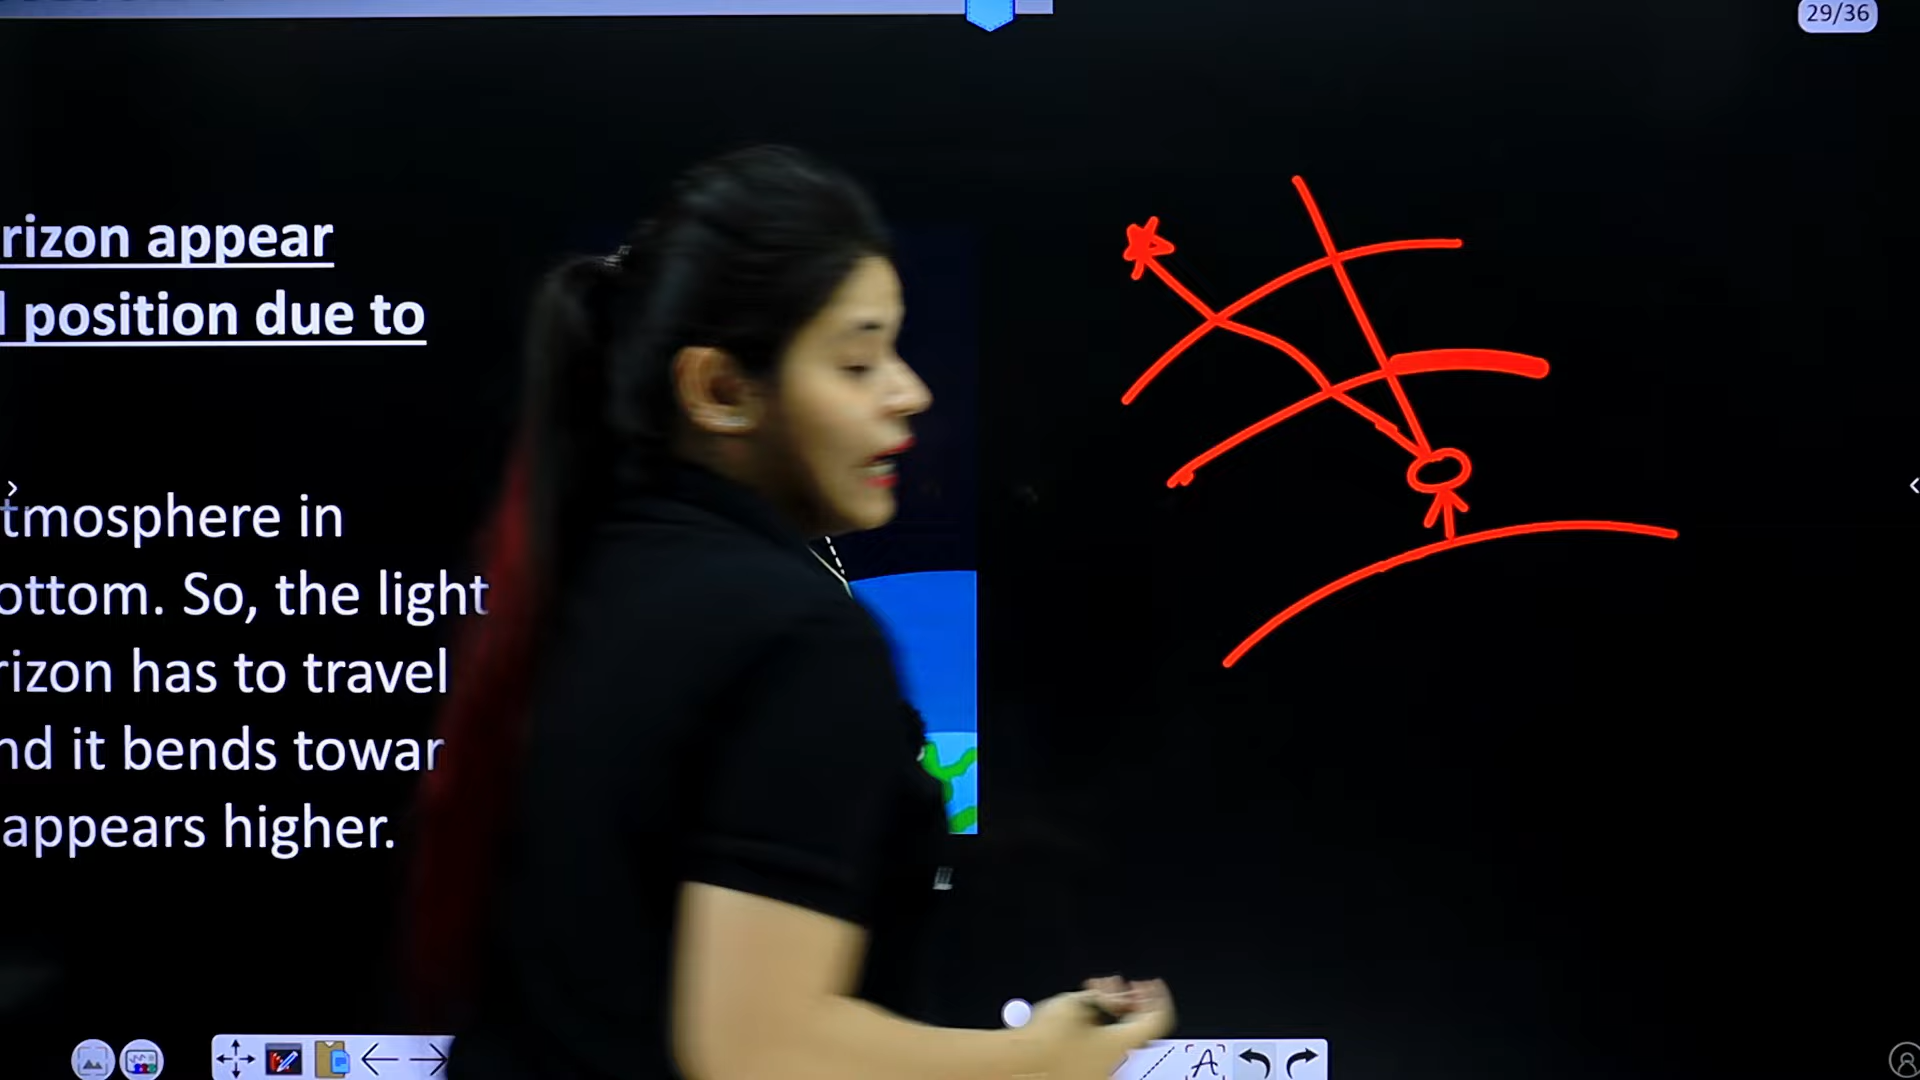 29/36
rizon appear
l position due to
tmosphere in
ottom. So, the light
rizon has to travel
nd it bends towar
appears higher.
A